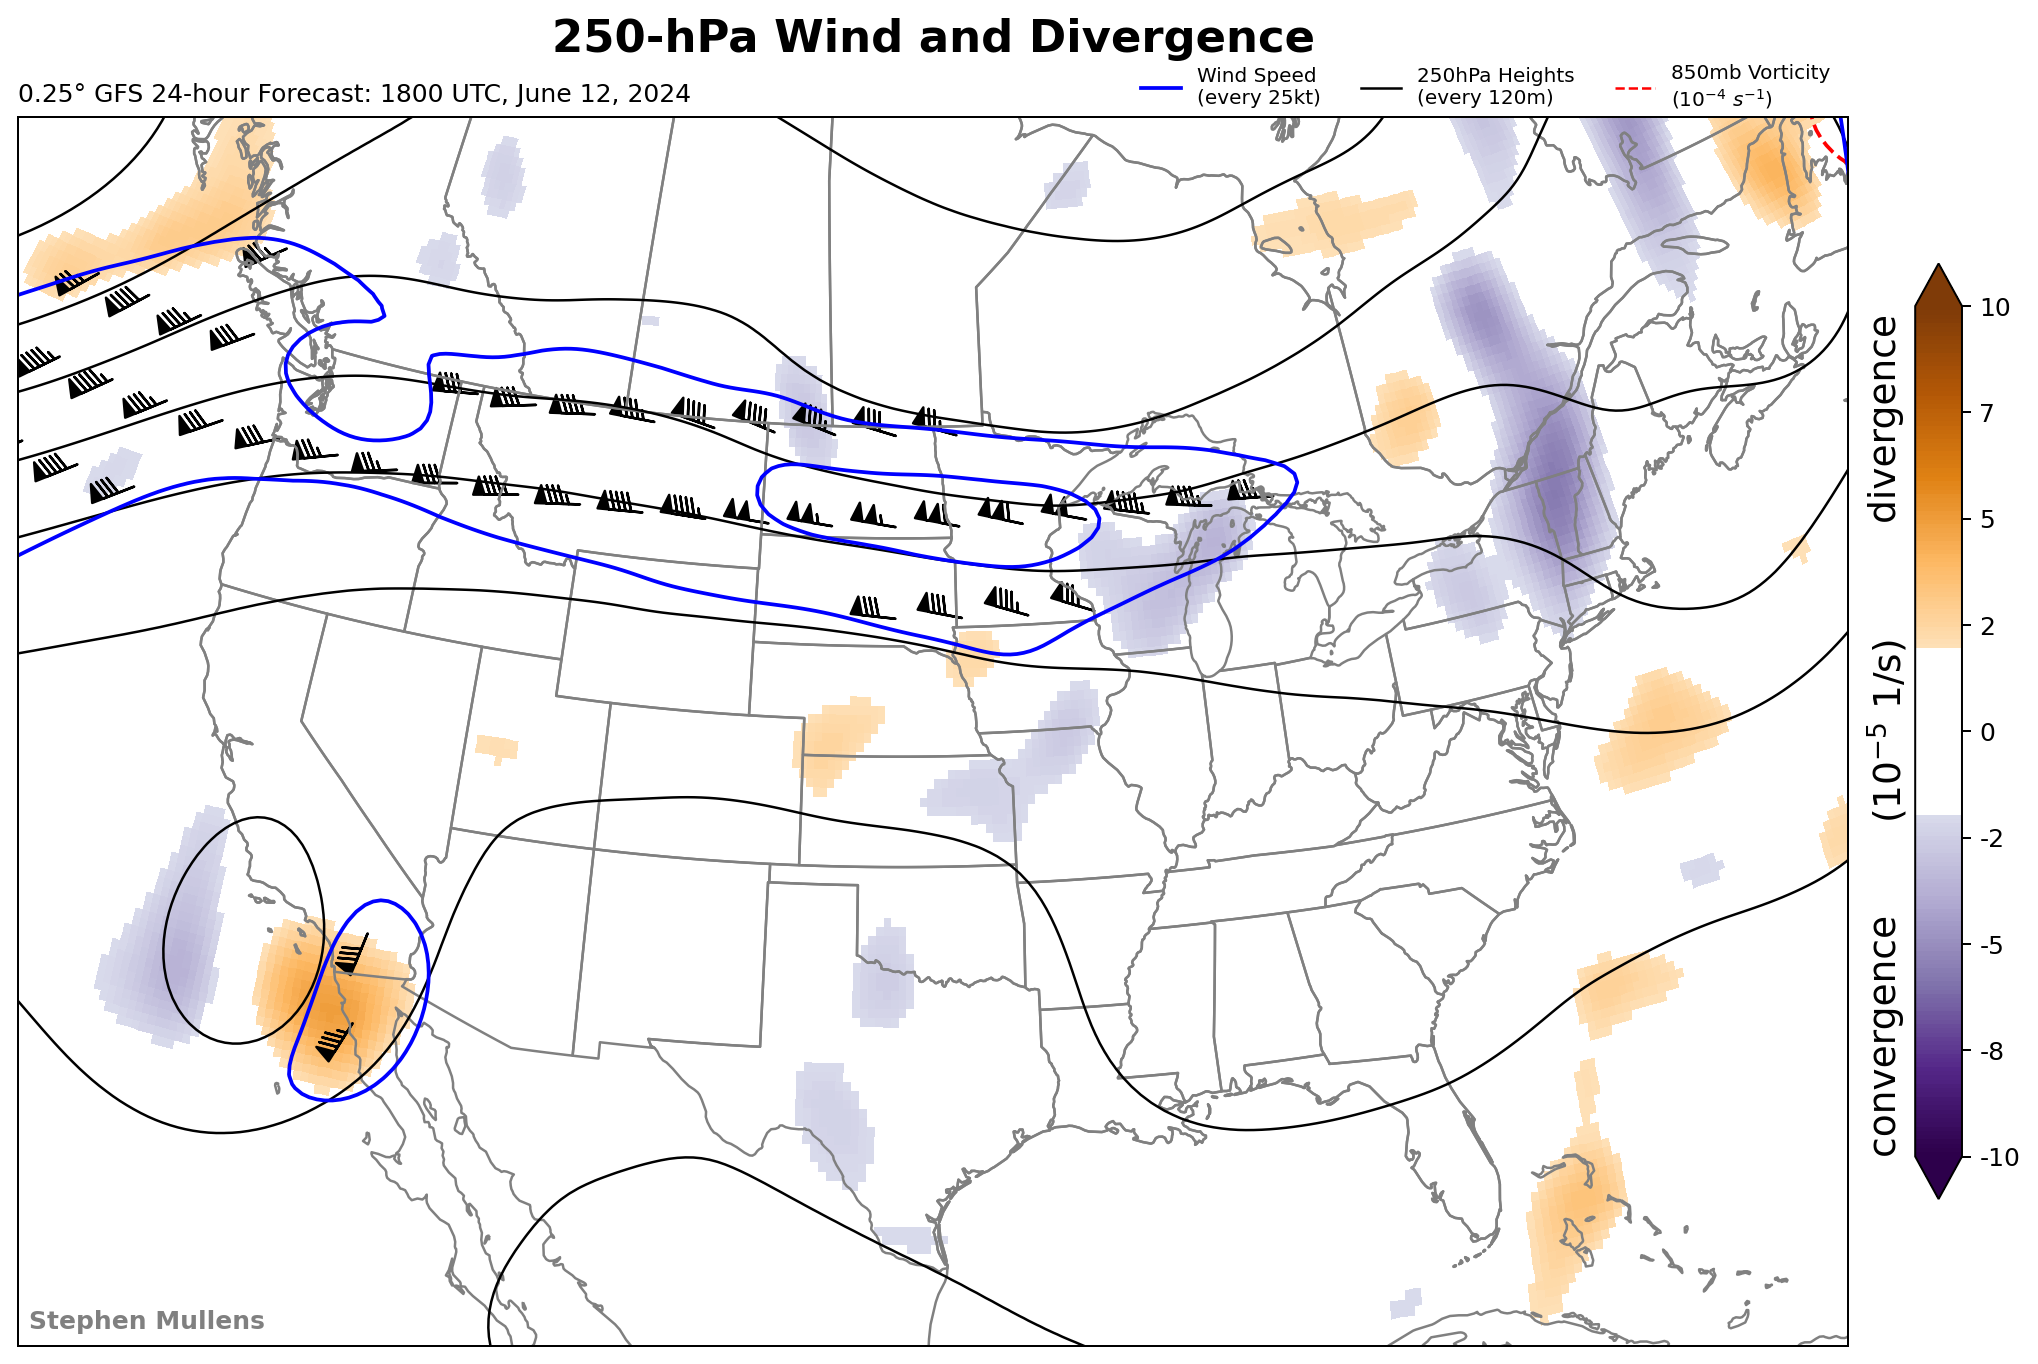 250-hPa Wind and Divergence
0.25° GFS 24-hour Forecast: 1800 UTC, June 12, 2024
Wind Speed
(every 25kt)
250hPa Heights
(every 120m)
850mb Vorticity
(10⁻⁴ s⁻¹)
10
7
5
2
0
-2
-5
-8
-10
convergence (10⁻⁵ 1/s) divergence
Stephen Mullens